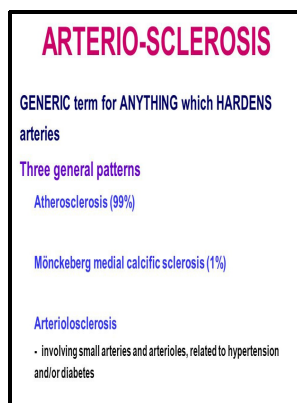 ARTERIO-SCLEROSIS
GENERIC term for ANYTHING which HARDENS
arteries
Three general patterns
Atherosclerosis (99%)
Mönckeberg medial calcific sclerosis (1%)
Arteriolosclerosis
- involving small arteries and arterioles, related to hypertension
and/or diabetes